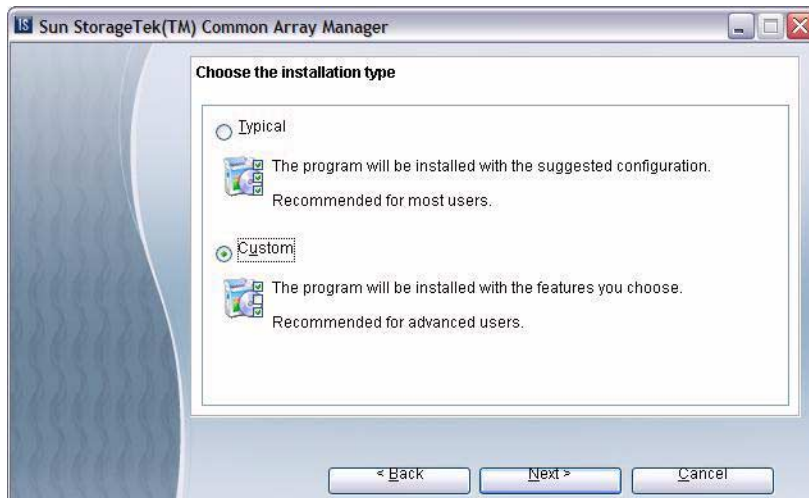 IS Sun StorageTek(TM) Common Array Manager
Choose the installation type
Typical
The program will be installed with the suggested configuration.
Recommended for most users.
Custom
The program will be installed with the features you choose.
Recommended for advanced users.
< Back
Next >
Cancel